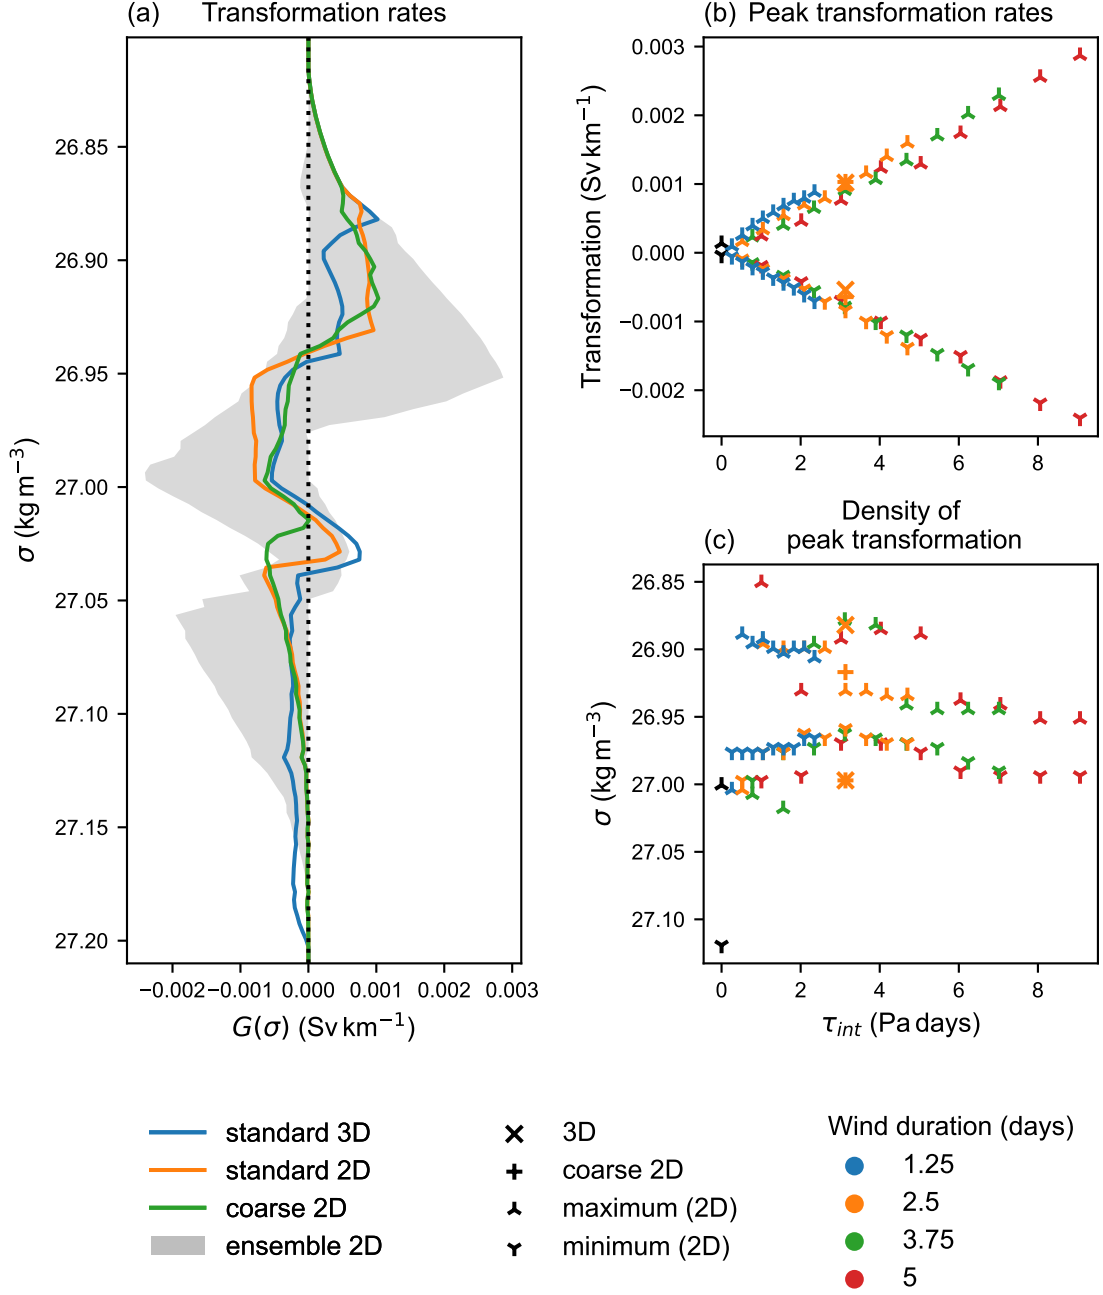 (a) Transformation rates
26.85
26.90
26.95
27.00
27.05
27.10
27.15
27.20
σ (kg m−3)
−0.002 −0.001 0.000 0.001 0.002 0.003
G(σ) (Sv km−1)
(b) Peak transformation rates
0.003
0.002
0.001
0.000
−0.001
−0.002
Transformation (Sv km−1)
0 2 4 6 8
Density of
(c) peak transformation
26.85
26.90
26.95
27.00
27.05
27.10
σ (kg m−3)
0 2 4 6 8
τint (Pa days)
standard 3D
standard 2D
coarse 2D
ensemble 2D
3D
coarse 2D
maximum (2D)
minimum (2D)
Wind duration (days)
1.25
2.5
3.75
5